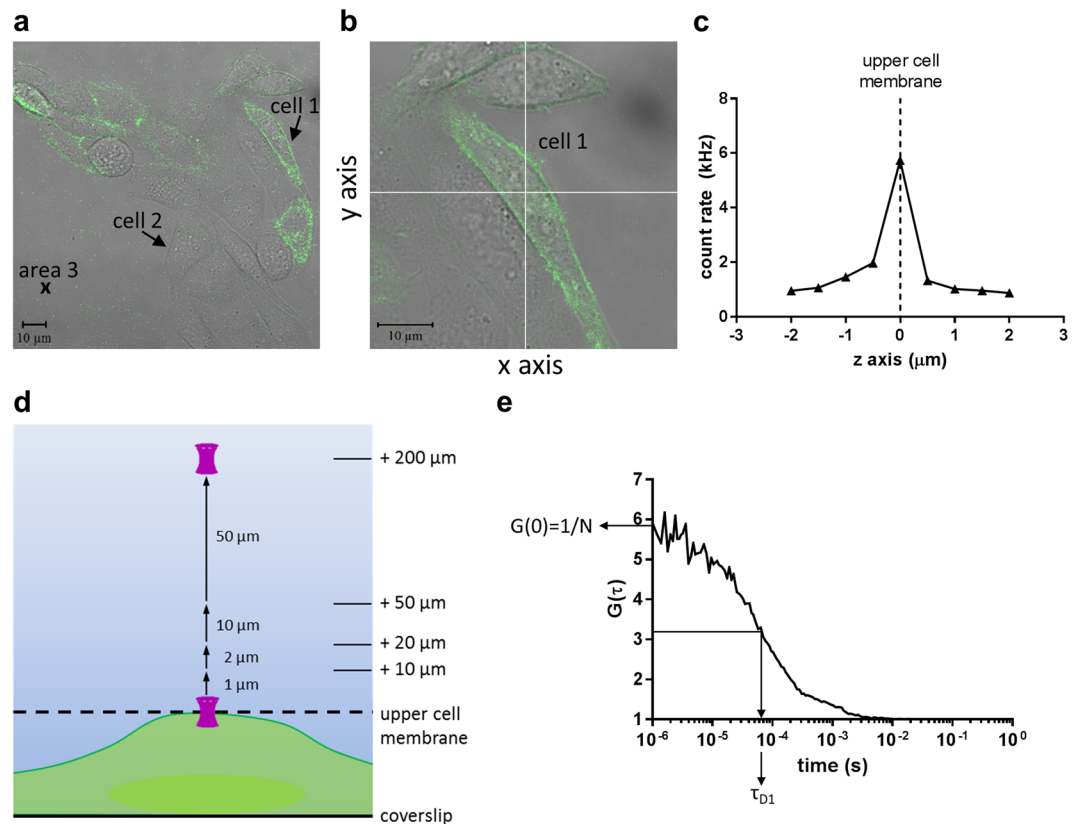 a
cell 1
cell 2
area 3
x
10 µm
b
cell 1
y axis
10 µm
x axis
c
upper cell
membrane
8
6
4
2
0
count rate (kHz)
-3 -2 -1 0 1 2 3
z axis (µm)
d
+ 200 µm
50 µm
+ 50 µm
10 µm
+ 20 µm
2 µm
+ 10 µm
1 µm
upper cell
membrane
coverslip
e
7
6
5
4
3
2
1
G(0)=1/N
G(τ)
10-6 10-5 10-4 10-3 10-2 10-1 100
time (s)
τD1